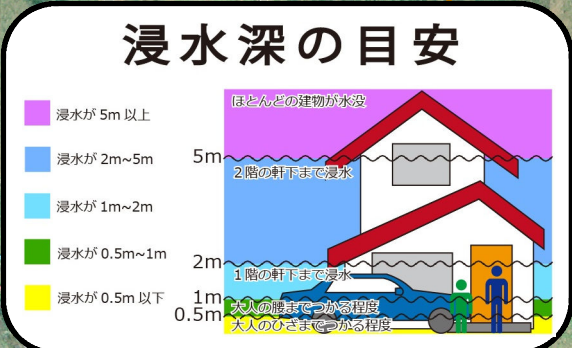 浸水深の目安
浸水が 5m 以上
浸水が 2m~5m
浸水が 1m~2m
浸水が 0.5m~1m
浸水が 0.5m 以下
ほとんどの建物が水没
5m
2階の軒下まで浸水
2m
1階の軒下まで浸水
1m
大人の腰までつかる程度
0.5m
大人のひざまでつかる程度